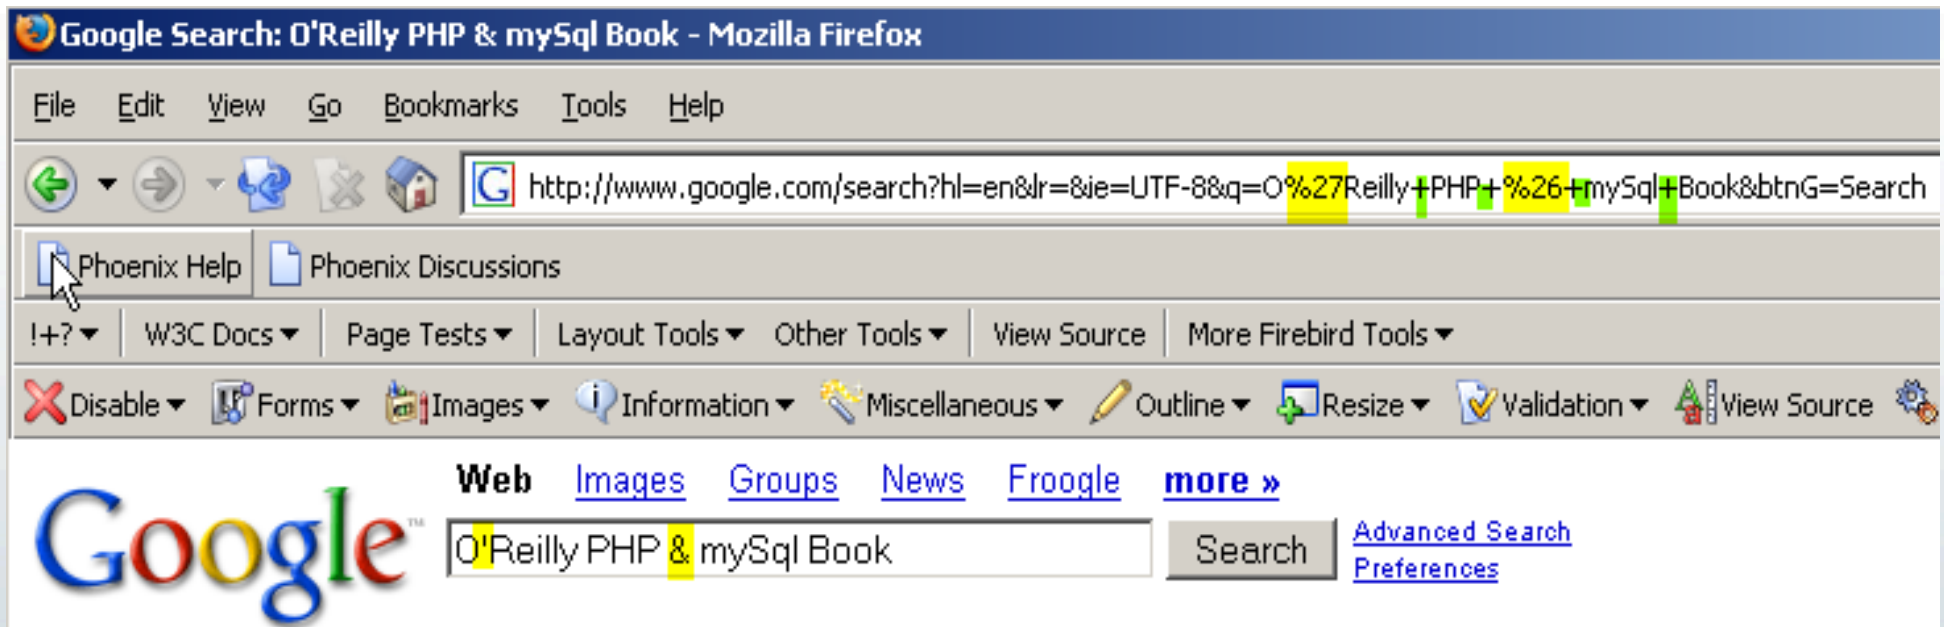 Google Search: O'Reilly PHP & mySql Book - Mozilla Firefox
File Edit View Go Bookmarks Tools Help
G http://www.google.com/search?hl=en&lr=&ie=UTF-8&q=O%27Reilly+PHP+%26+mySql+Book&btnG=Search
Phoenix Help Phoenix Discussions
!+? W3C Docs Page Tests Layout Tools Other Tools View Source More Firebird Tools
Disable Forms Images Information Miscellaneous Outline Resize Validation View Source
Web Images Groups News Froogle more »
Google™ O'Reilly PHP & mySql Book Search Advanced Search
Preferences